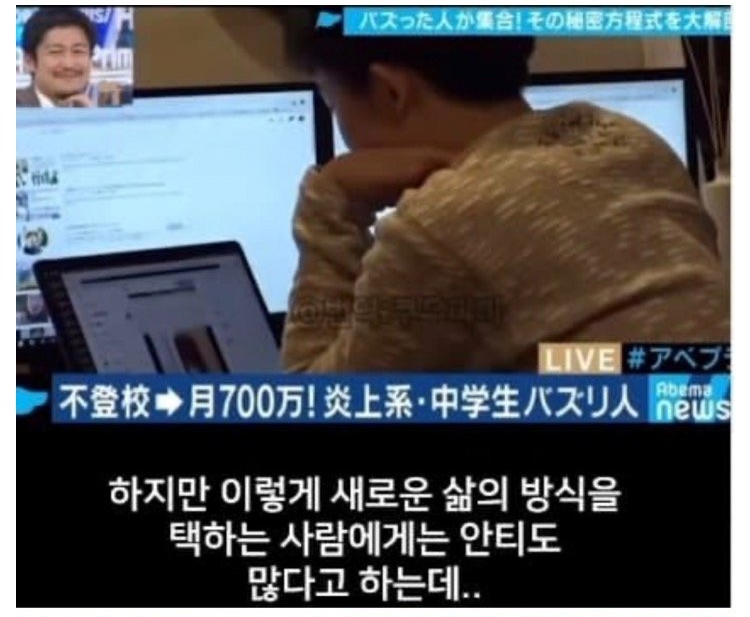 バズった人が集合!その秘密方程式を大解剖
LIVE #アベプラ
不登校➡月700万!炎上系・中学生バズリ人
Abema news
하지만 이렇게 새로운 삶의 방식을
택하는 사람에게는 안티도
많다고 하는데..